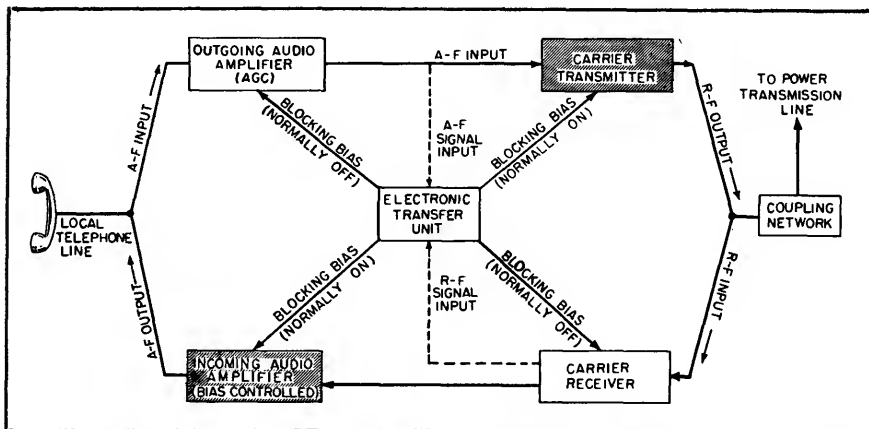 OUTGOING AUDIO
AMPLIFIER
(AGC)
A-F INPUT
CARRIER
TRANSMITTER
TO POWER
TRANSMISSION
LINE
A-F INPUT
BLOCKING BIAS
(NORMALLY OFF)
A-F
SIGNAL
INPUT
BLOCKING BIAS
(NORMALLY ON)
R-F OUTPUT
LOCAL
TELEPHONE
LINE
ELECTRONIC
TRANSFER
UNIT
COUPLING
NETWORK
A-F OUTPUT
BLOCKING BIAS
(NORMALLY ON)
R-F
SIGNAL
INPUT
BLOCKING BIAS
(NORMALLY OFF)
R-F INPUT
INCOMING AUDIO
AMPLIFIER
(BIAS CONTROLLED)
CARRIER
RECEIVER